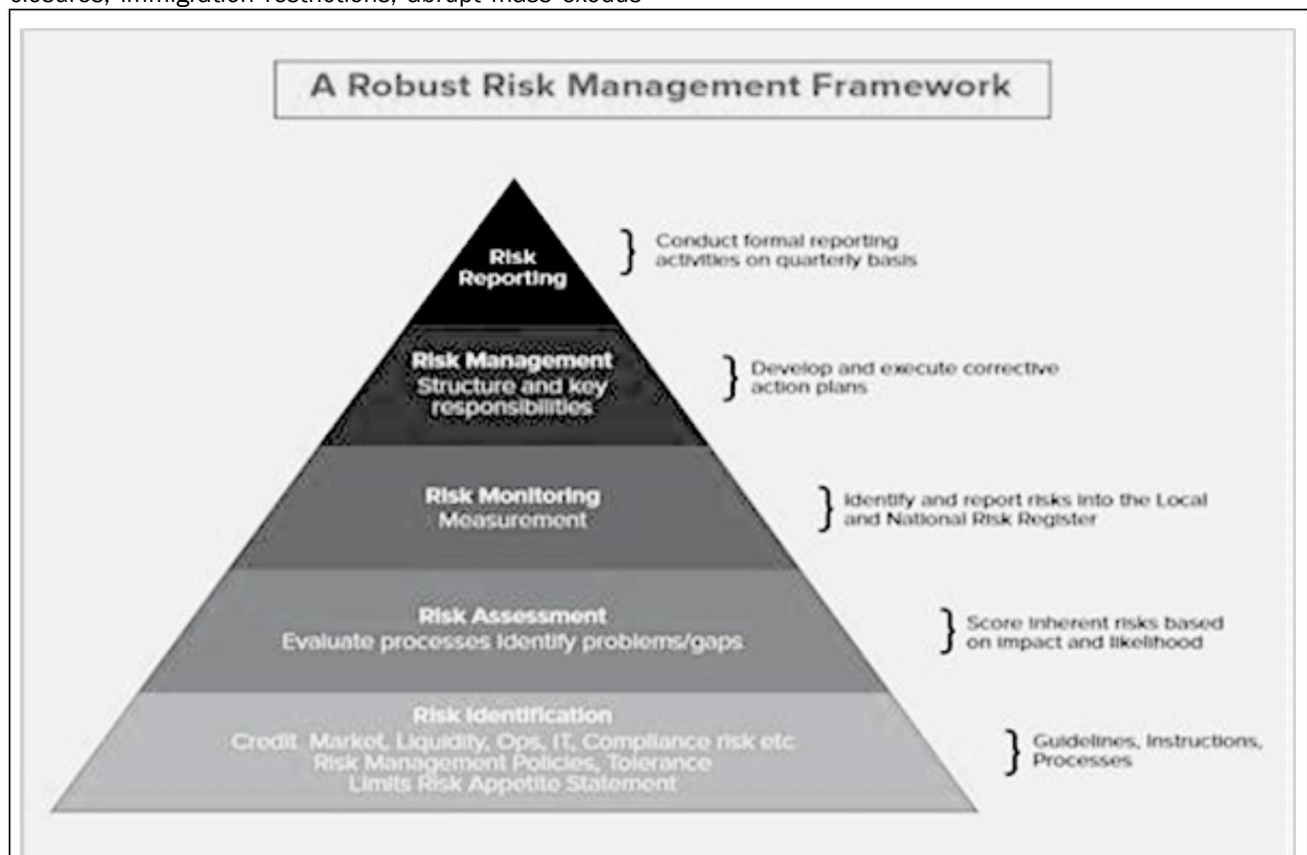 closures, immigration restrictions, abrupt mass exodus
A Robust Risk Management Framework
Risk
Reporting
Conduct formal reporting
activities on quarterly basis
Risk Management
Structure and key
responsibilities
Develop and execute corrective
action plans
Risk Monitoring
Measurement
Identify and report risks into the Local
and National Risk Register
Risk Assessment
Evaluate processes Identify problems/gaps
Score inherent risks based
on impact and likelihood
Risk Identification
Credit Market, Liquidity, Ops, IT, Compliance risk etc
Risk Management Policies, Tolerance
Limits Risk Appetite Statement
Guidelines, Instructions,
Processes